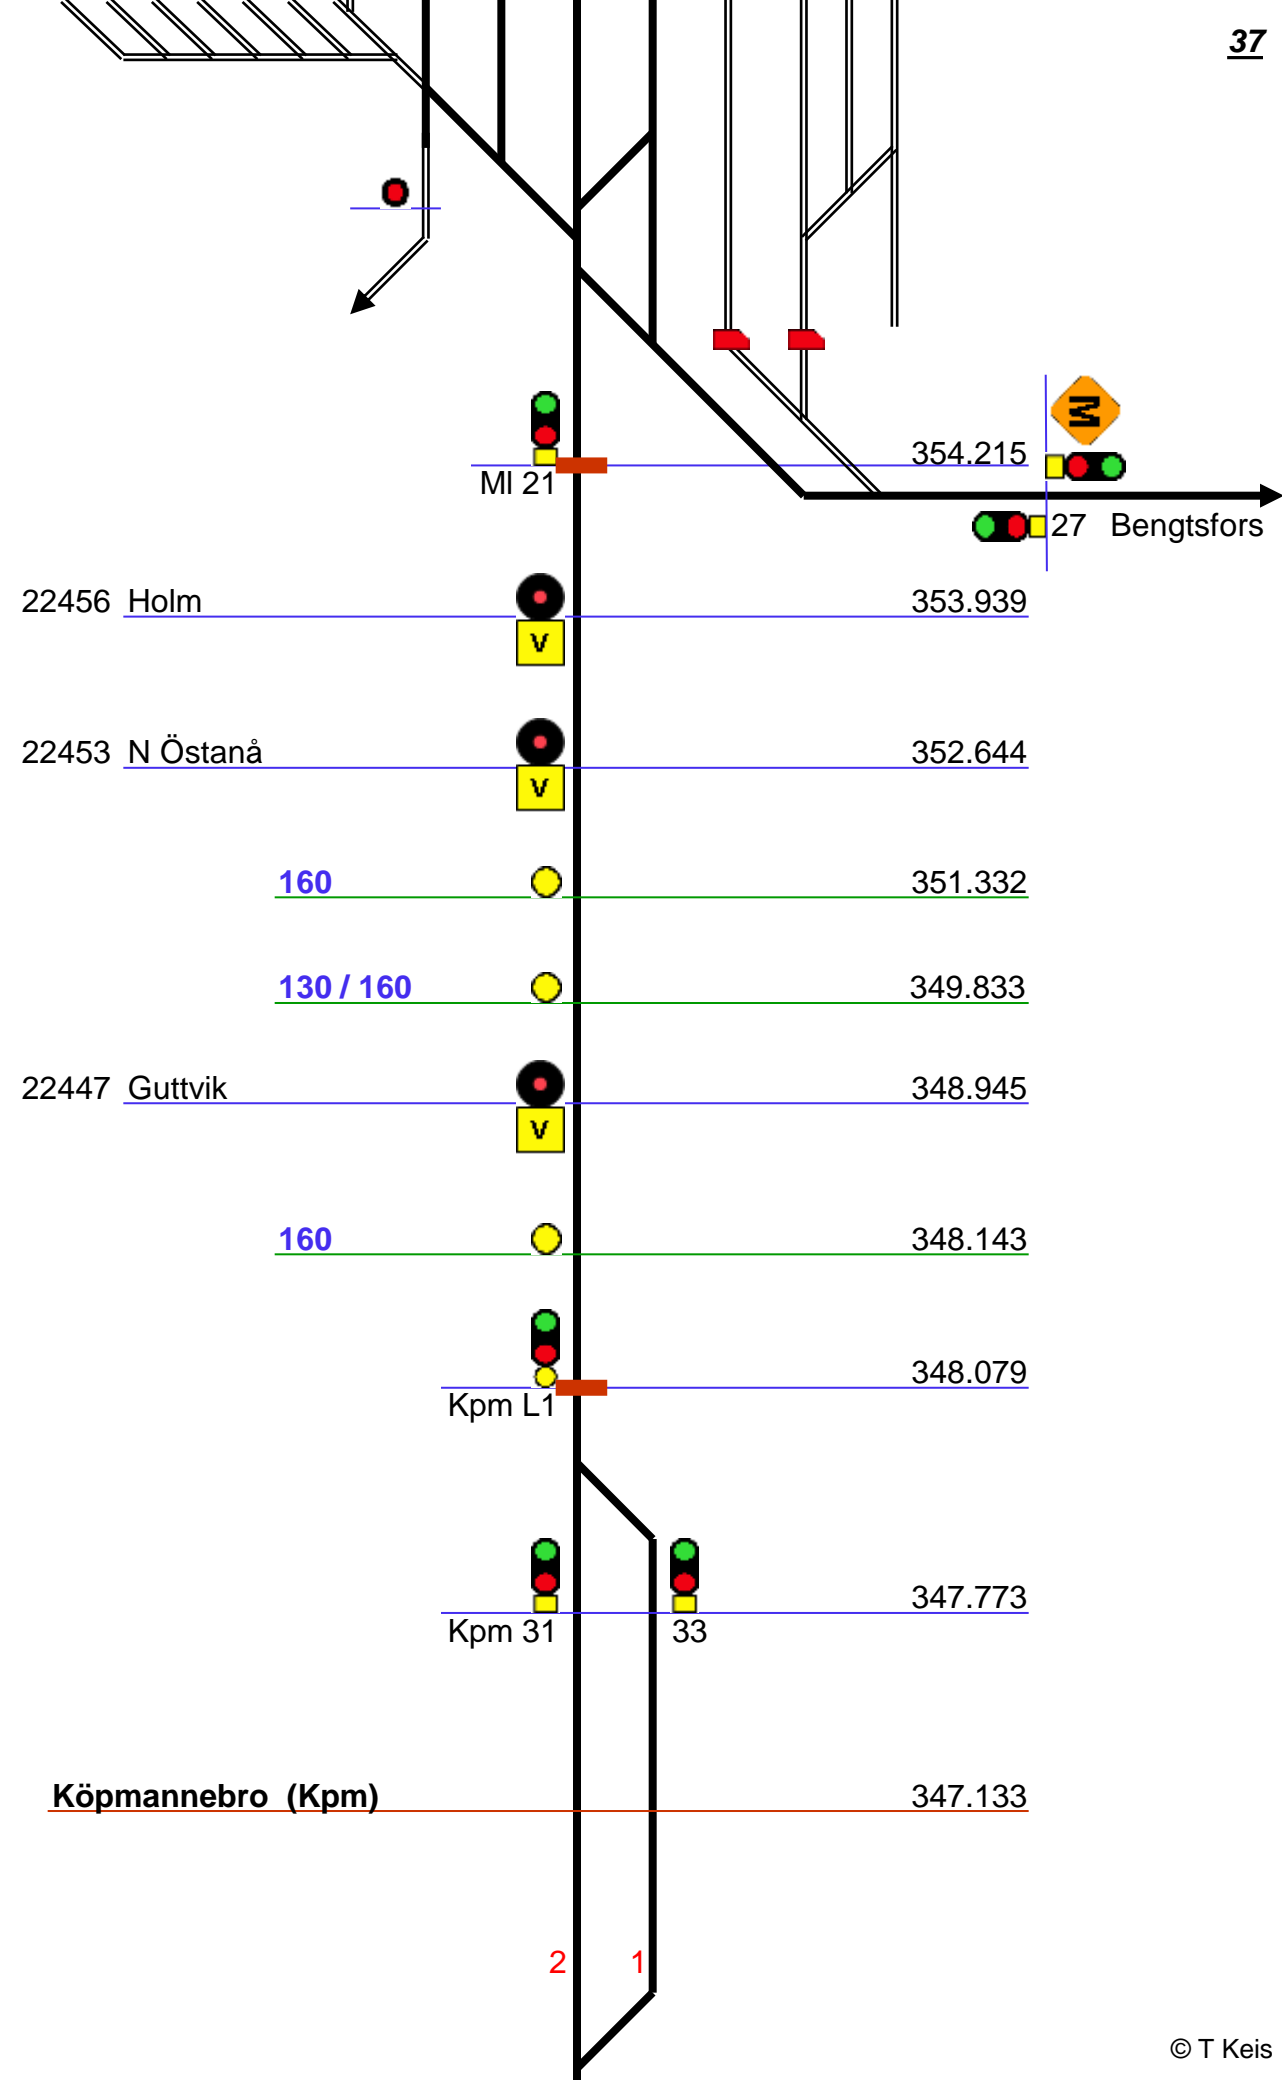 37
354.215
Ml 21
27 Bengtsfors
22456 Holm 353.939
V
22453 N Östanå 352.644
V
160 351.332
130 / 160 349.833
22447 Guttvik 348.945
V
160 348.143
348.079
Kpm L1
347.773
Kpm 31 33
Köpmannebro (Kpm) 347.133
2 1
© T Keis